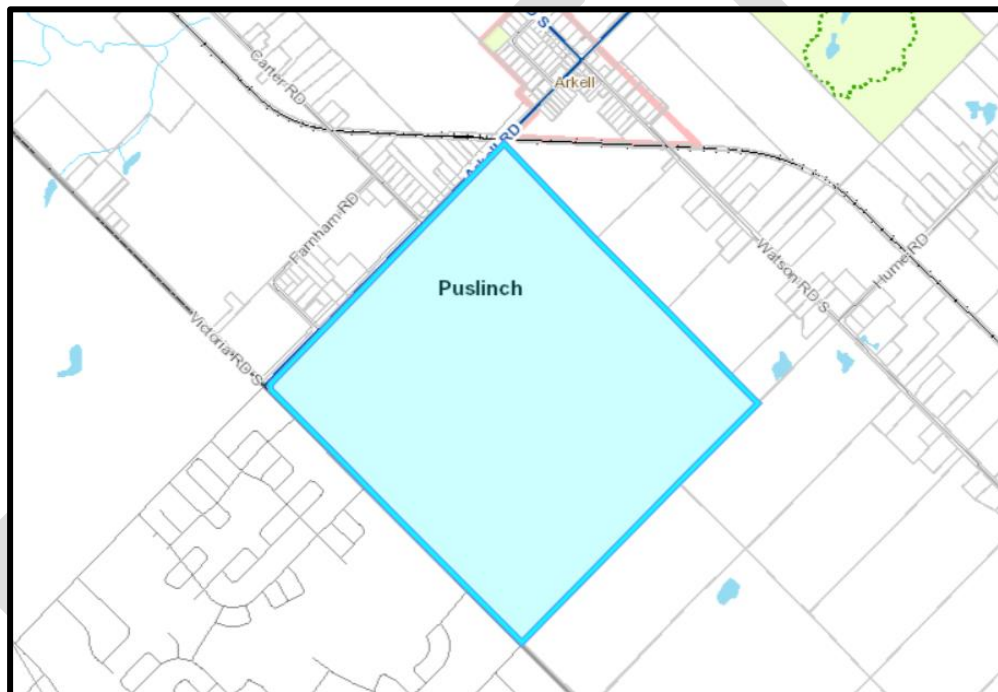 D S
Carter RD
Arkell
Arkell RD
Farnham RD
Puslinch
Watson RD S
Hume RD
Victoria RD S